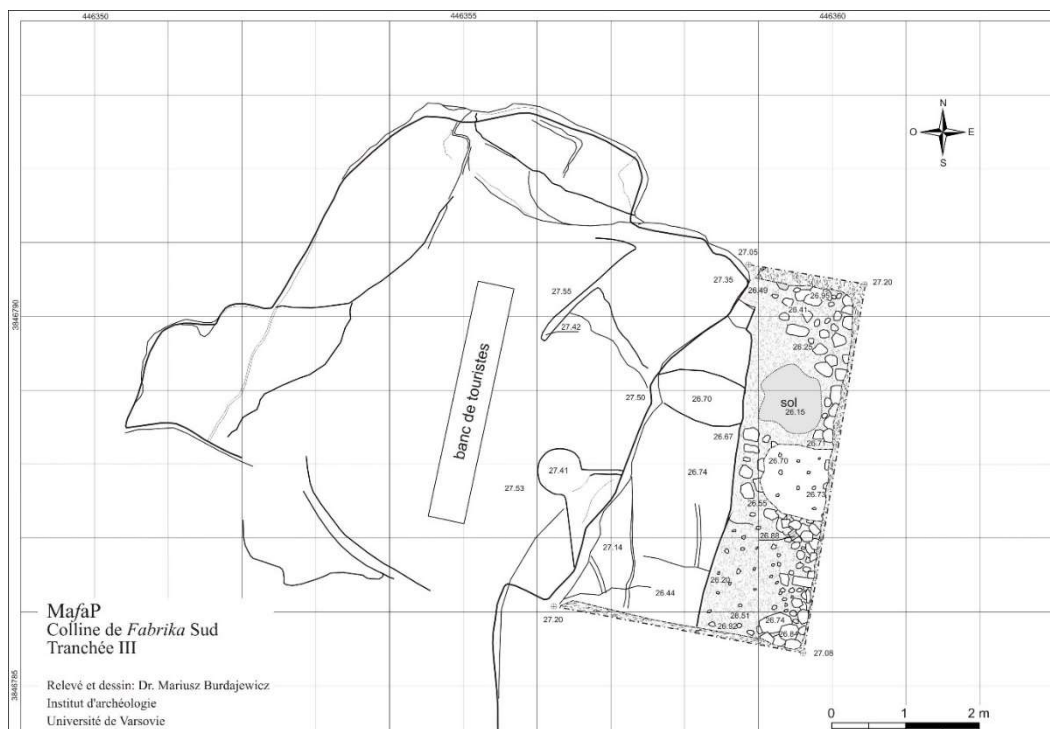 446350
446355
446360
N
O E
S
27.05
27.35
27.20
26.49
26.95
26.41
3846790
27.55
27.42
26.25
banc de touristes
27.50
26.70
sol
26.15
26.67
26.71
26.70
27.41
26.74
26.73
27.53
26.55
26.88
27.14
26.20
26.44
27.20
26.51
26.74
26.92
26.84
27.08
3846785
MafaP
Colline de Fabrika Sud
Tranchée III
Relevé et dessin: Dr. Mariusz Burdajewicz
Institut d'archéologie
Université de Varsovie
0 1 2 m